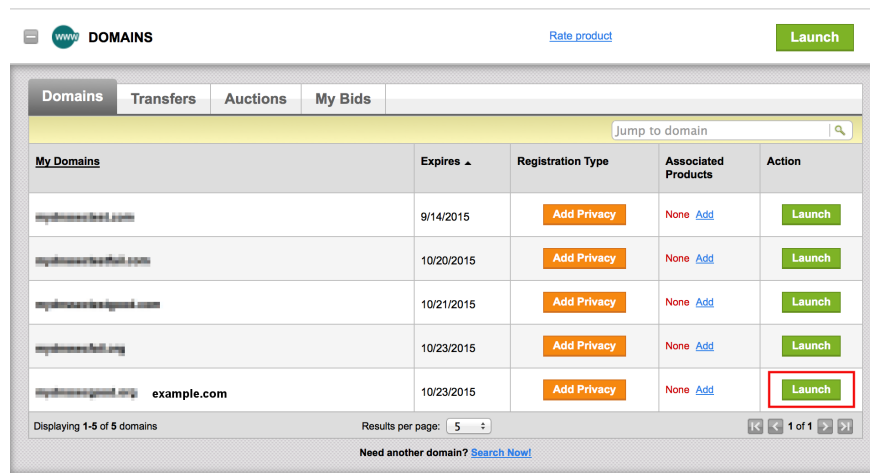 www DOMAINS Rate product Launch
Domains Transfers Auctions My Bids
Jump to domain
My Domains Expires Registration Type Associated Products Action
9/14/2015 Add Privacy None Add Launch
10/20/2015 Add Privacy None Add Launch
10/21/2015 Add Privacy None Add Launch
10/23/2015 Add Privacy None Add Launch
example.com 10/23/2015 Add Privacy None Add Launch
Displaying 1-5 of 5 domains Results per page: 5 1 of 1
Need another domain? Search Now!